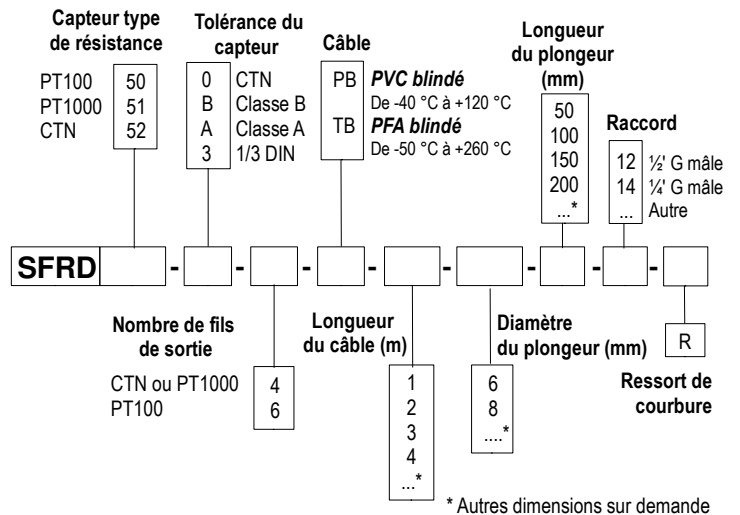 Capteur type
de résistance
PT100 50
PT1000 51
CTN 52
Tolérance du
capteur
0 CTN
B Classe B
A Classe A
3 1/3 DIN
Câble
PB PVC blindé
De -40 °C à +120 °C
TB PFA blindé
De -50 °C à +260 °C
Longueur
du plongeur
(mm)
50
100
150
200
...*
Raccord
12 ½' G mâle
14 ¼' G mâle
... Autre
SFRD - - - - - - - -
Nombre de fils
de sortie
CTN ou PT1000 4
PT100 6
Longueur
du câble (m)
1
2
3
4
...*
Diamètre
du plongeur (mm)
6
8
....*
R
Ressort de
courbure
* Autres dimensions sur demande